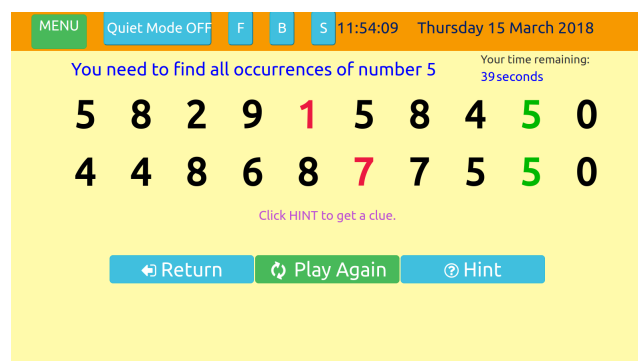 MENU Quiet Mode OFF F B S 11:54:09 Thursday 15 March 2018
You need to find all occurrences of number 5
Your time remaining:
39 seconds
5 8 2 9 1 5 8 4 5 0
4 4 8 6 8 7 7 5 5 0
Click HINT to get a clue.
Return Play Again Hint